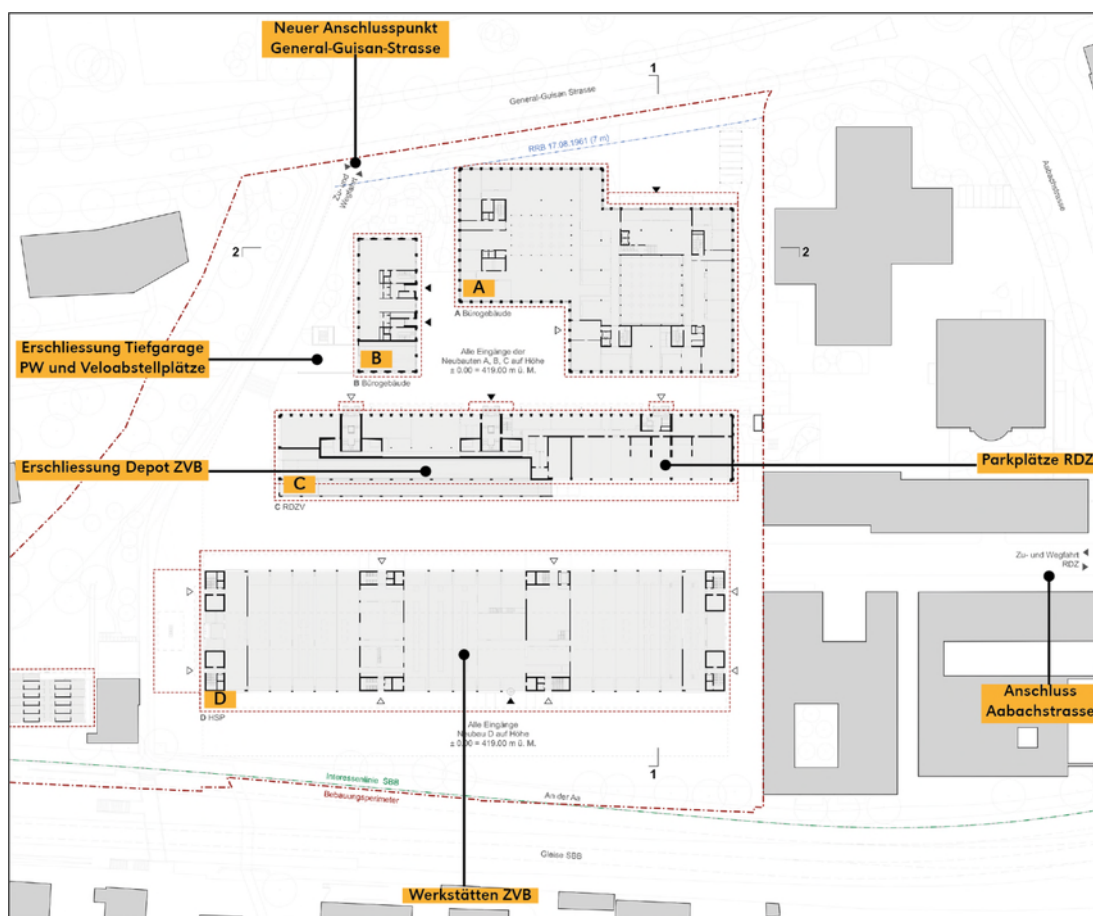 Neuer Anschlusspunkt
General-Guisan-Strasse
1
General-Guisan Strasse
RRB 17.08.1961 (7 m)
Zu- und
Wegfahrt
Aabachstrasse
2
2
A
A Bürogebäude
Erschliessung Tiefgarage
PW und Veloabstellplätze
B
B Bürogebäude
Alle Eingänge der
Neubauten A, B, C auf Höhe
± 0.00 = 419.00 m ü. M.
Erschliessung Depot ZVB
C
C RDZV
Parkplätze RDZ
Zu- und Wegfahrt
RDZ
D
D HSP
Alle Eingänge
Neubau D auf Höhe
± 0.00 = 419.00 m ü. M.
Anschluss
Aabachstrasse
1
Interessenlinie SBB
Bebauungsperimeter
An der Aa
Gleise SBB
Werkstätten ZVB